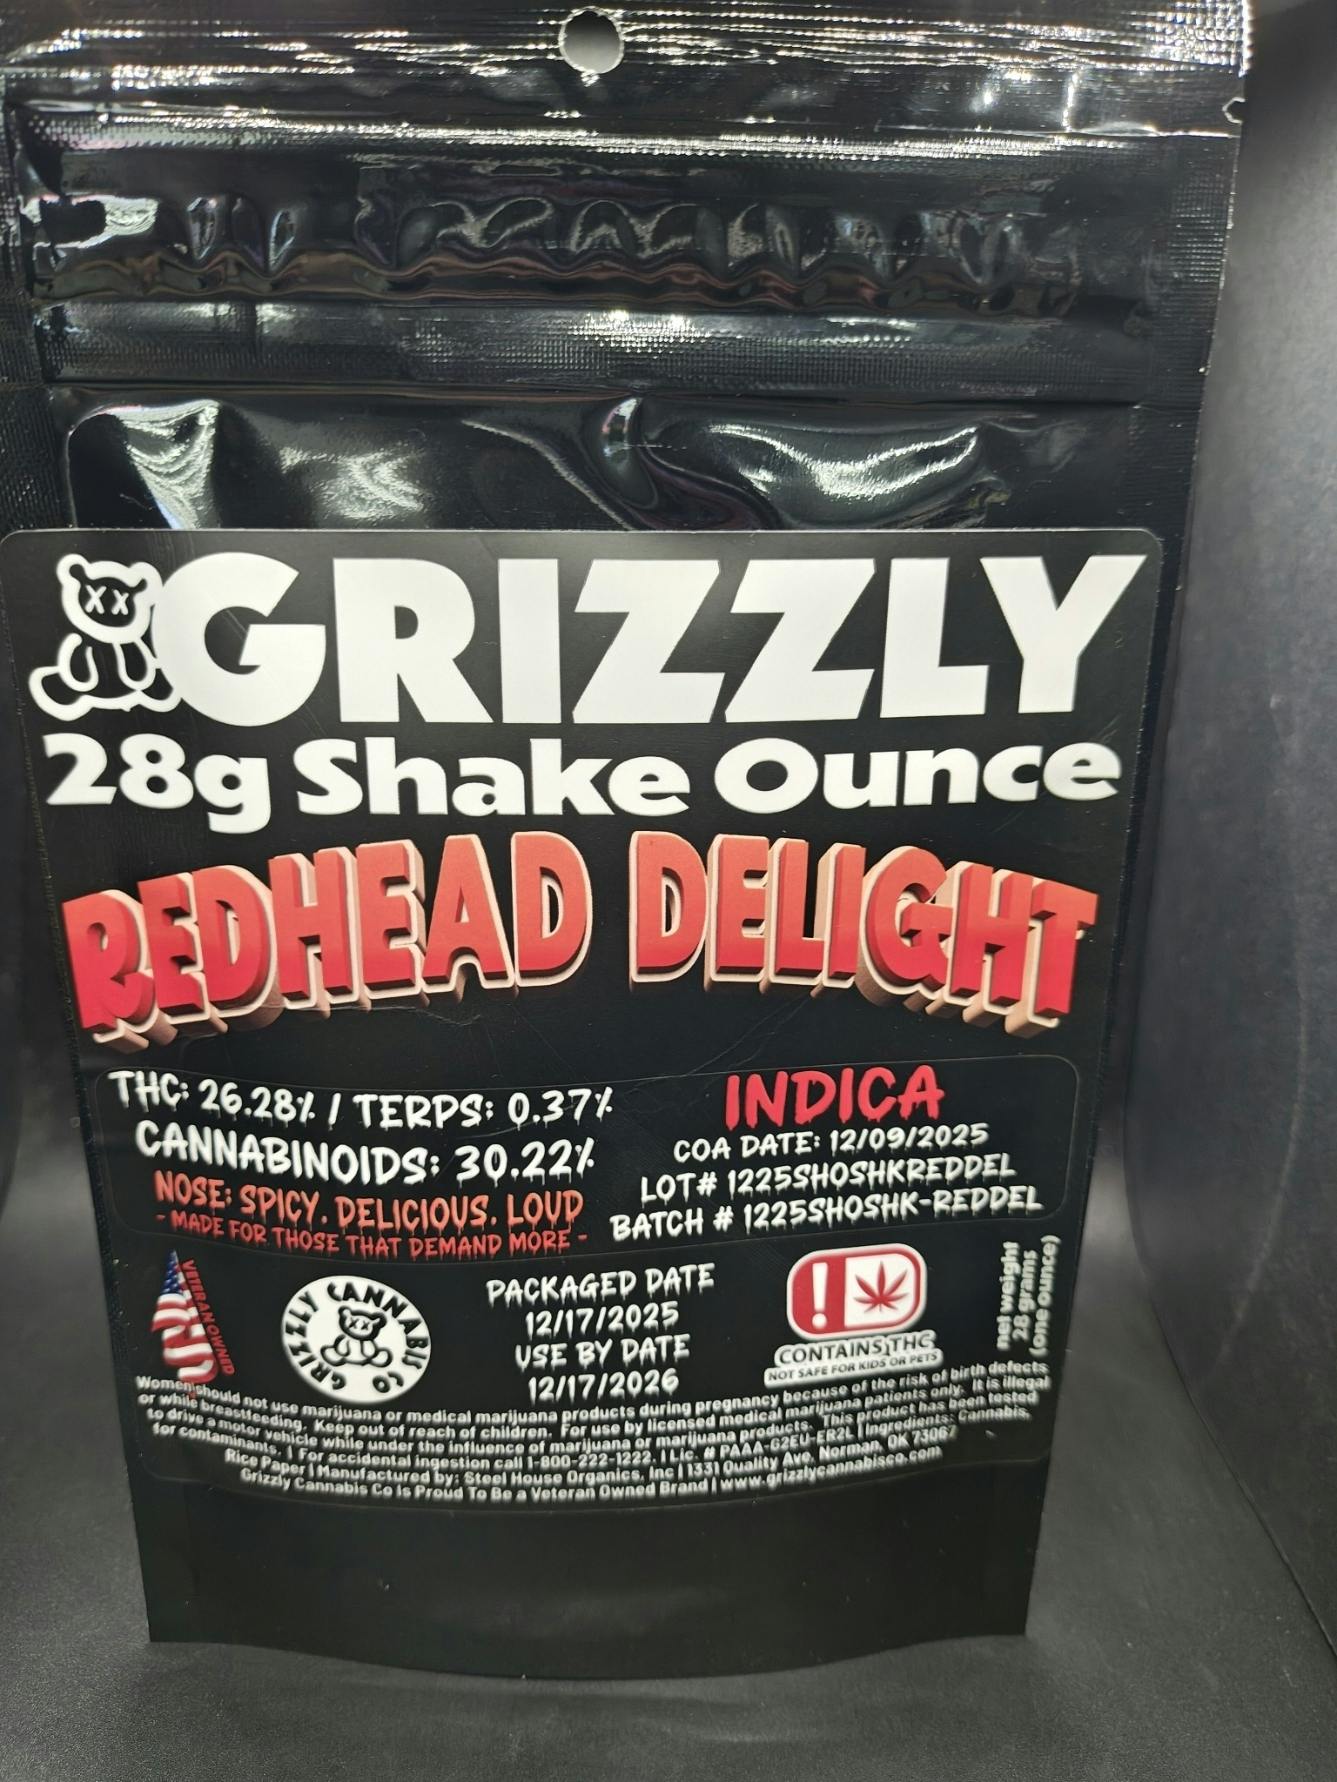 GRIZZLY
28g Shake Ounce
REDHEAD DELIGHT
THC: 26.28% / TERPS: 0.37%
CANNABINOIDS: 30.22%
NOSE: SPICY. DELICIOUS. LOUD
- MADE FOR THOSE THAT DEMAND MORE -
INDICA
COA DATE: 12/09/2025
LOT# 1225SHOSHKREDDEL
BATCH # 1225SHOSHK-REDDEL
VETERAN OWNED
GRIZZLY CANNABIS CO
PACKAGED DATE
12/17/2025
USE BY DATE
12/17/2026
CONTAINS THC
NOT SAFE FOR KIDS OR PETS
net weight
28 grams
(one ounce)
Women should not use marijuana or medical marijuana products during pregnancy because of the risk of birth defects
or while breastfeeding. Keep out of reach of children. For use by licensed medical marijuana patients only. It is illegal
to drive a motor vehicle while under the influence of marijuana or marijuana products. This product has been tested
for contaminants. | For accidental ingestion call 1-800-222-1222. | Lic. # PAAA-G2EU-ER2L | Ingredients: Cannabis,
Rice Paper | Manufactured by: Steel House Organics, Inc | 1331 Quality Ave, Norman, OK 73067
Grizzly Cannabis Co Is Proud To Be a Veteran Owned Brand | www.grizzlycannabisco.com